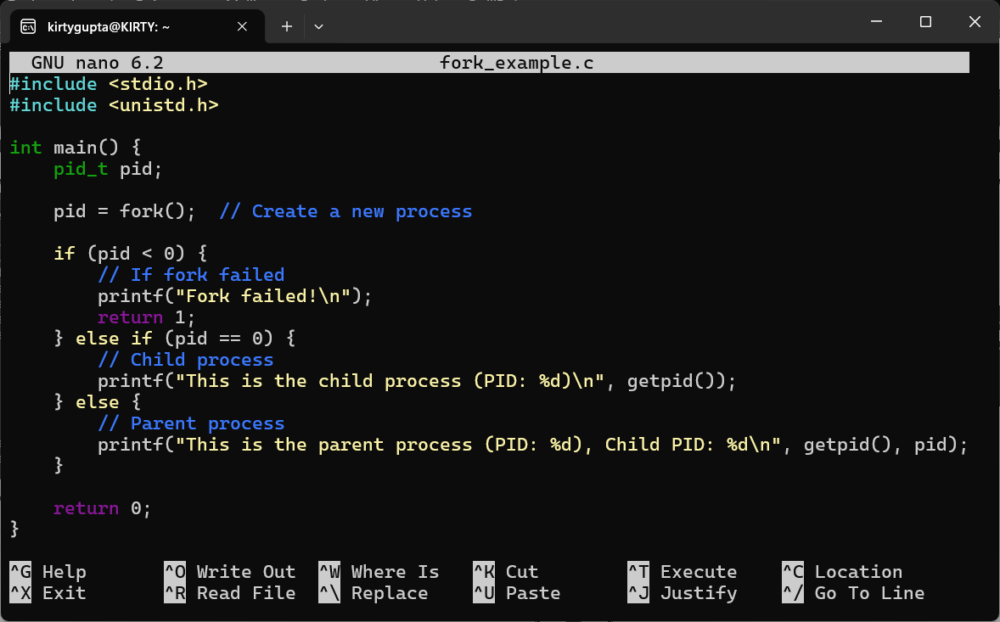 kirtygupta@KIRTY: ~
GNU nano 6.2 fork_example.c
#include <stdio.h>
#include <unistd.h>

int main() {
    pid_t pid;

    pid = fork();  // Create a new process

    if (pid < 0) {
        // If fork failed
        printf("Fork failed!\n");
        return 1;
    } else if (pid == 0) {
        // Child process
        printf("This is the child process (PID: %d)\n", getpid());
    } else {
        // Parent process
        printf("This is the parent process (PID: %d), Child PID: %d\n", getpid(), pid);
    }

    return 0;
}

^G Help ^O Write Out ^W Where Is ^K Cut ^T Execute ^C Location
^X Exit ^R Read File ^\ Replace ^U Paste ^J Justify ^/ Go To Line